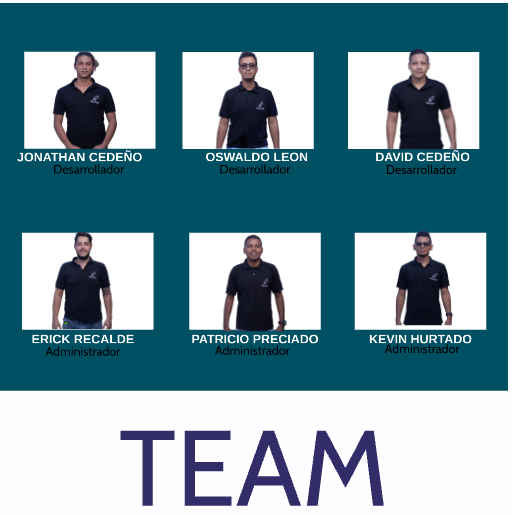 JONATHAN CEDEÑO OSWALDO LEON DAVID CEDEÑO
Desarrollador Desarrollador Desarrollador
ERICK RECALDE PATRICIO PRECIADO KEVIN HURTADO
Administrador Administrador Administrador
TEAM